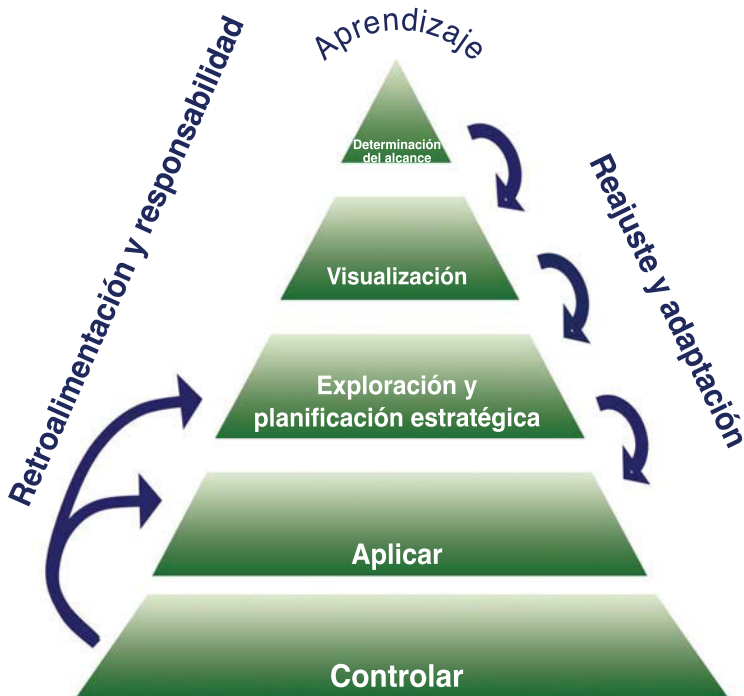 Aprendizaje
Retroalimentación y responsabilidad
Reajuste y adaptación
Determinación
del alcance
Visualización
Exploración y
planificación estratégica
Aplicar
Controlar